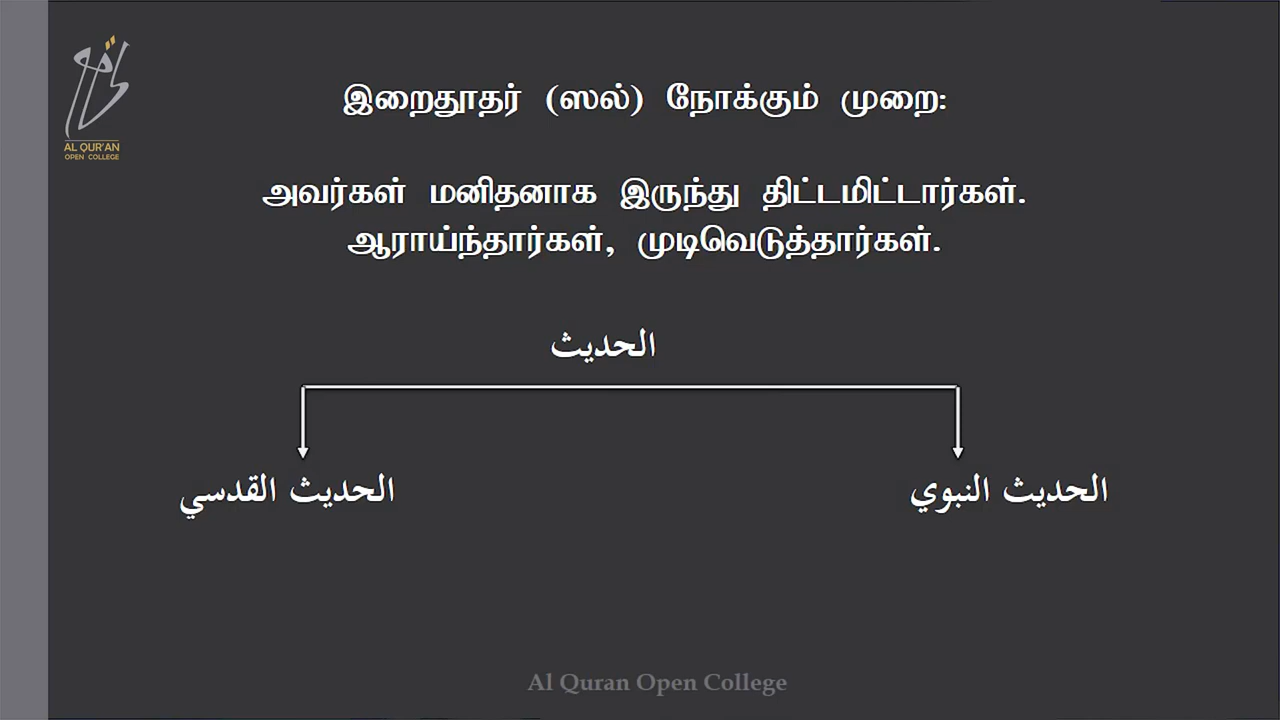 AL QUR'AN
OPEN COLLEGE
இறைதூதர் (ஸல்) நோக்கும் முறை:
அவர்கள் மனிதனாக இருந்து திட்டமிட்டார்கள்.
ஆராய்ந்தார்கள், முடிவெடுத்தார்கள்.
الحديث
الحديث النبوي
الحديث القدسي
Al Quran Open College